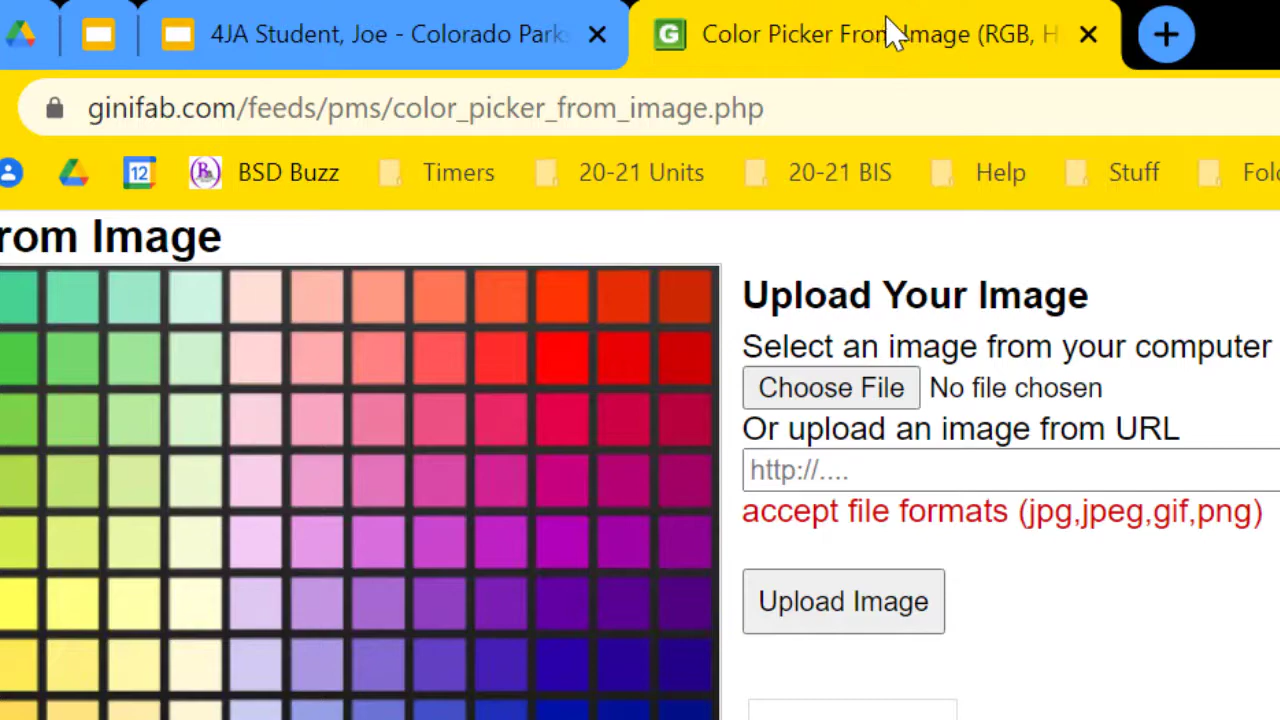 4JA Student, Joe - Colorado Park
Color Picker From Image (RGB, H
ginifab.com/feeds/pms/color_picker_from_image.php
12 BSD Buzz Timers 20-21 Units 20-21 BIS Help Stuff Fol
rom Image
Upload Your Image
Select an image from your computer
Choose File No file chosen
Or upload an image from URL
http://....
accept file formats (jpg,jpeg,gif,png)
Upload Image